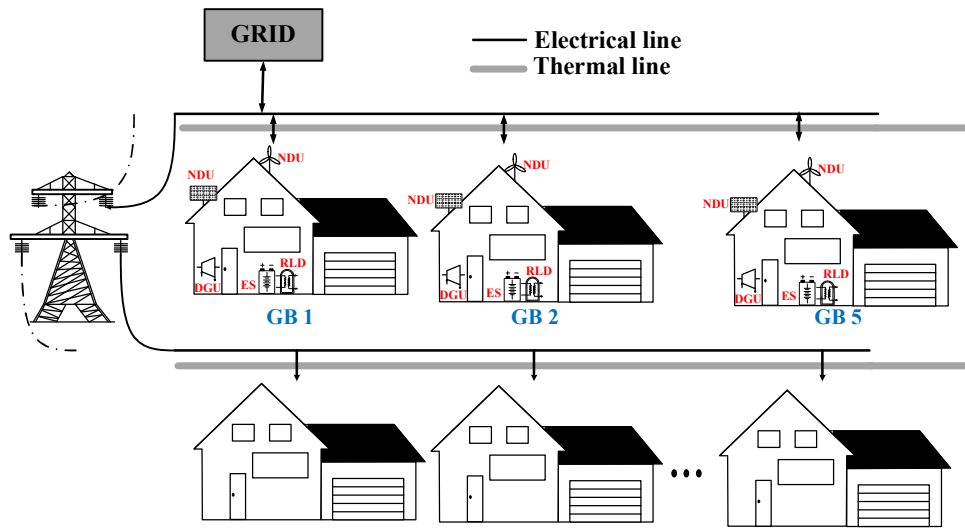 GRID
Electrical line
Thermal line
NDU
NDU
DGU
ES
+ -
RLD
GB 1
NDU
NDU
DGU
ES
+ -
RLD
GB 2
NDU
NDU
DGU
ES
+ -
RLD
GB 5